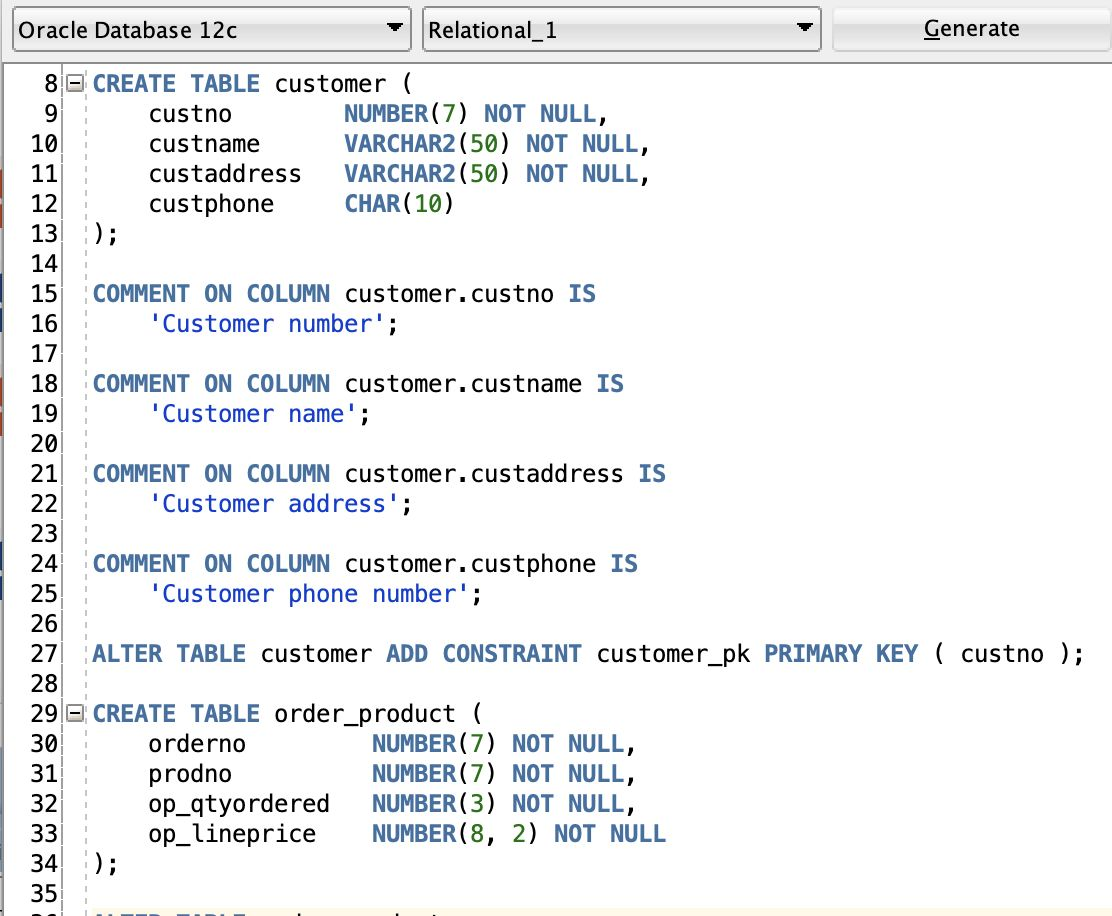 Oracle Database 12c
Relational_1
Generate
8 CREATE TABLE customer (
9 custno NUMBER(7) NOT NULL,
10 custname VARCHAR2(50) NOT NULL,
11 custaddress VARCHAR2(50) NOT NULL,
12 custphone CHAR(10)
13 );
14
15 COMMENT ON COLUMN customer.custno IS
16 'Customer number';
17
18 COMMENT ON COLUMN customer.custname IS
19 'Customer name';
20
21 COMMENT ON COLUMN customer.custaddress IS
22 'Customer address';
23
24 COMMENT ON COLUMN customer.custphone IS
25 'Customer phone number';
26
27 ALTER TABLE customer ADD CONSTRAINT customer_pk PRIMARY KEY ( custno );
28
29 CREATE TABLE order_product (
30 orderno NUMBER(7) NOT NULL,
31 prodno NUMBER(7) NOT NULL,
32 op_qtyordered NUMBER(3) NOT NULL,
33 op_lineprice NUMBER(8, 2) NOT NULL
34 );
35